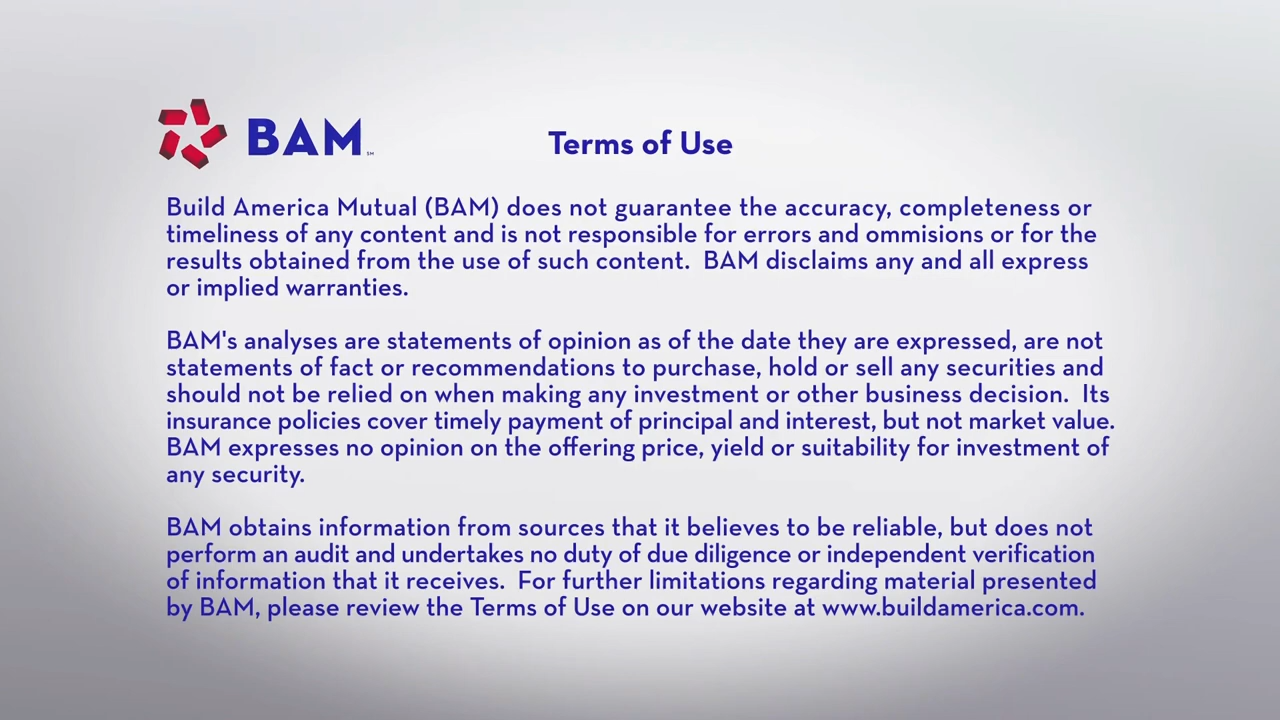 BAM SM
Terms of Use
Build America Mutual (BAM) does not guarantee the accuracy, completeness or
timeliness of any content and is not responsible for errors and ommisions or for the
results obtained from the use of such content.  BAM disclaims any and all express
or implied warranties.
BAM's analyses are statements of opinion as of the date they are expressed, are not
statements of fact or recommendations to purchase, hold or sell any securities and
should not be relied on when making any investment or other business decision.  Its
insurance policies cover timely payment of principal and interest, but not market value.
BAM expresses no opinion on the offering price, yield or suitability for investment of
any security.
BAM obtains information from sources that it believes to be reliable, but does not
perform an audit and undertakes no duty of due diligence or independent verification
of information that it receives.  For further limitations regarding material presented
by BAM, please review the Terms of Use on our website at www.buildamerica.com.